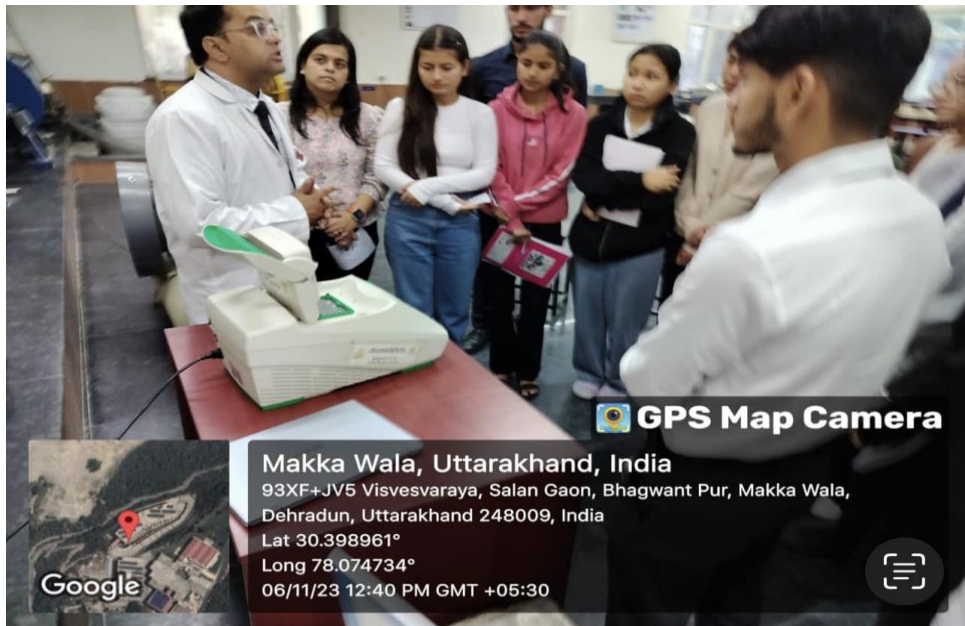 GPS Map Camera
Makka Wala, Uttarakhand, India
93XF+JV5 Visvesvaraya, Salan Gaon, Bhagwant Pur, Makka Wala,
Dehradun, Uttarakhand 248009, India
Lat 30.398961°
Long 78.074734°
06/11/23 12:40 PM GMT +05:30
Google